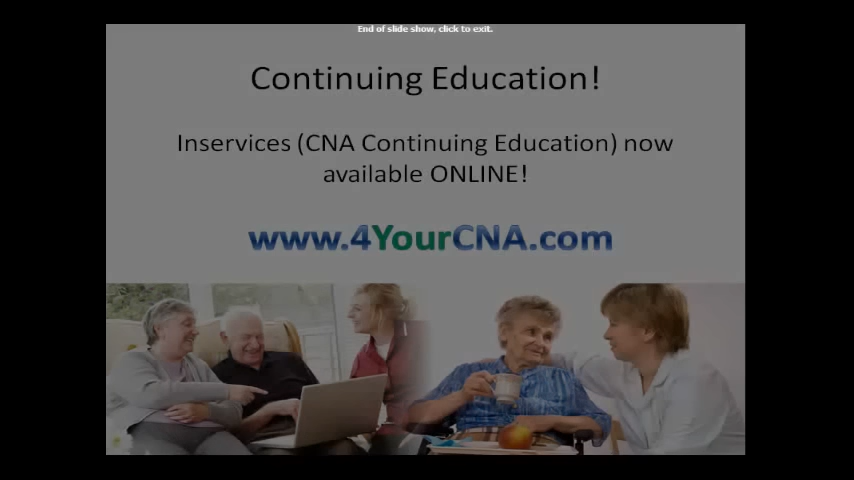 End of slide show, click to exit.
Continuing Education!
Inservices (CNA Continuing Education) now
available ONLINE!
www.4YourCNA.com